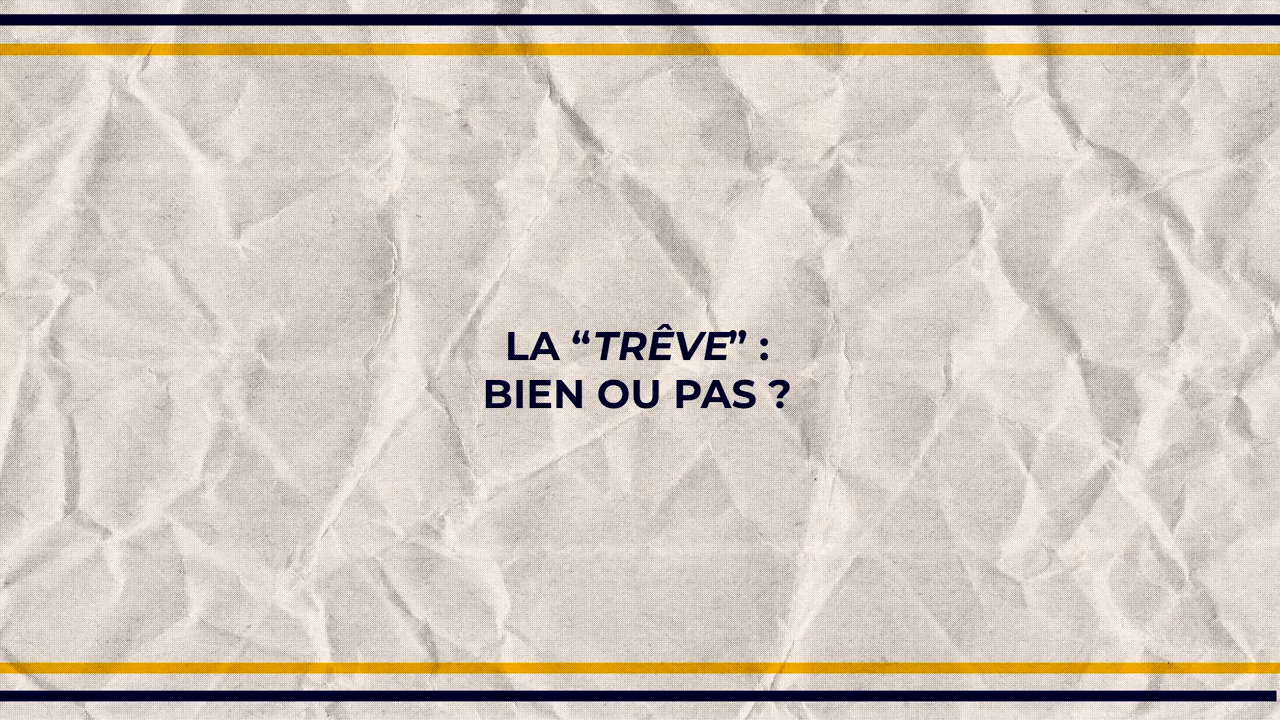 LA “TRÊVE” :
BIEN OU PAS ?